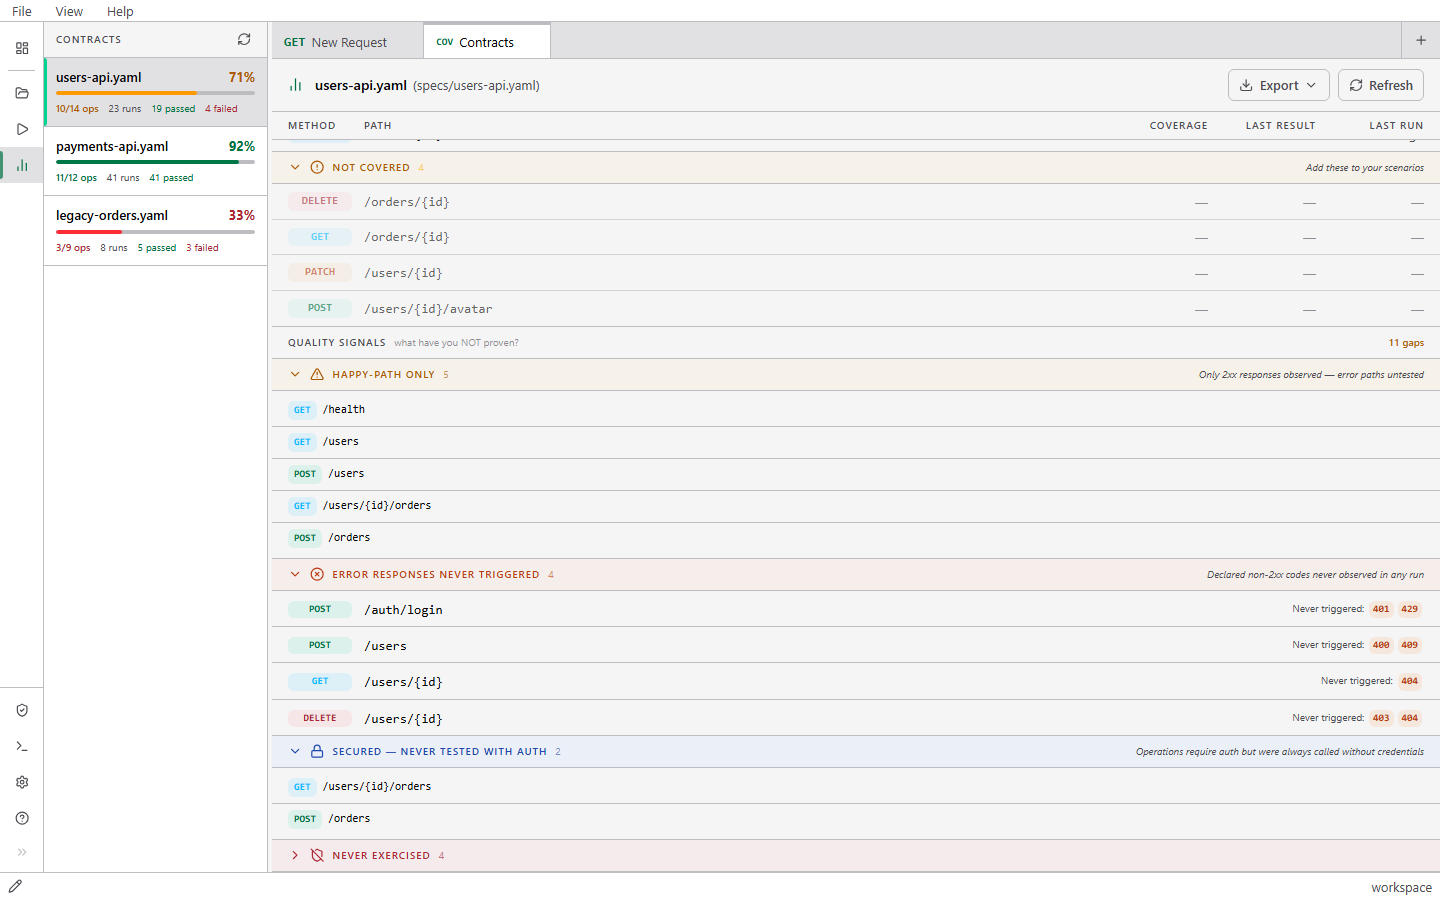 File View Help
CONTRACTS
users-api.yaml 71%
10/14 ops 23 runs 19 passed 4 failed
payments-api.yaml 92%
11/12 ops 41 runs 41 passed
legacy-orders.yaml 33%
3/9 ops 8 runs 5 passed 3 failed
GET New Request
COV Contracts
users-api.yaml (specs/users-api.yaml)
Export
Refresh
METHOD PATH COVERAGE LAST RESULT LAST RUN
NOT COVERED 4 Add these to your scenarios
DELETE /orders/{id} — — —
GET /orders/{id} — — —
PATCH /users/{id} — — —
POST /users/{id}/avatar — — —
QUALITY SIGNALS what have you NOT proven? 11 gaps
HAPPY-PATH ONLY 5 Only 2xx responses observed — error paths untested
GET /health
GET /users
POST /users
GET /users/{id}/orders
POST /orders
ERROR RESPONSES NEVER TRIGGERED 4 Declared non-2xx codes never observed in any run
POST /auth/login Never triggered: 401 429
POST /users Never triggered: 400 409
GET /users/{id} Never triggered: 404
DELETE /users/{id} Never triggered: 403 404
SECURED — NEVER TESTED WITH AUTH 2 Operations require auth but were always called without credentials
GET /users/{id}/orders
POST /orders
NEVER EXERCISED 4
workspace